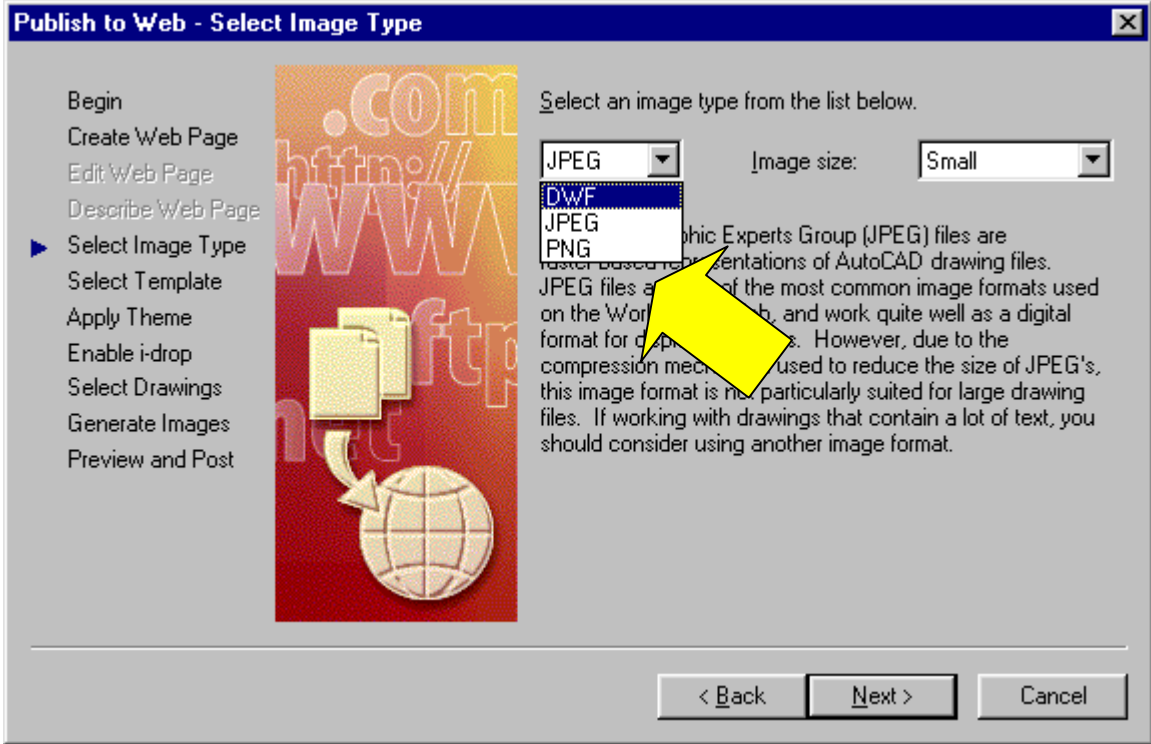 Publish to Web - Select Image Type
Begin
Create Web Page
Edit Web Page
Describe Web Page
Select Image Type
Select Template
Apply Theme
Enable i-drop
Select Drawings
Generate Images
Preview and Post
.com
http://
WWW
ftp
net
Select an image type from the list below.
JPEG
Image size:
Small
DWF
JPEG
PNG
Experts Group (JPEG) files are
of AutoCAD drawing files.
JPEG files of the most common image formats used
on the and work quite well as a digital
format for However, due to the
compression used to reduce the size of JPEG's,
this image format is particularly suited for large drawing
files. If working with drawings that contain a lot of text, you
should consider using another image format.
< Back
Next >
Cancel